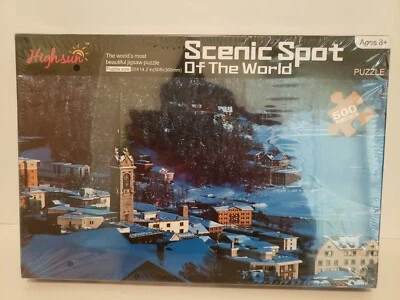 Highsun
The world's most
beautiful jigsaw puzzle
Scenic Spot
Of The World
Ages 8+
PUZZLE
500